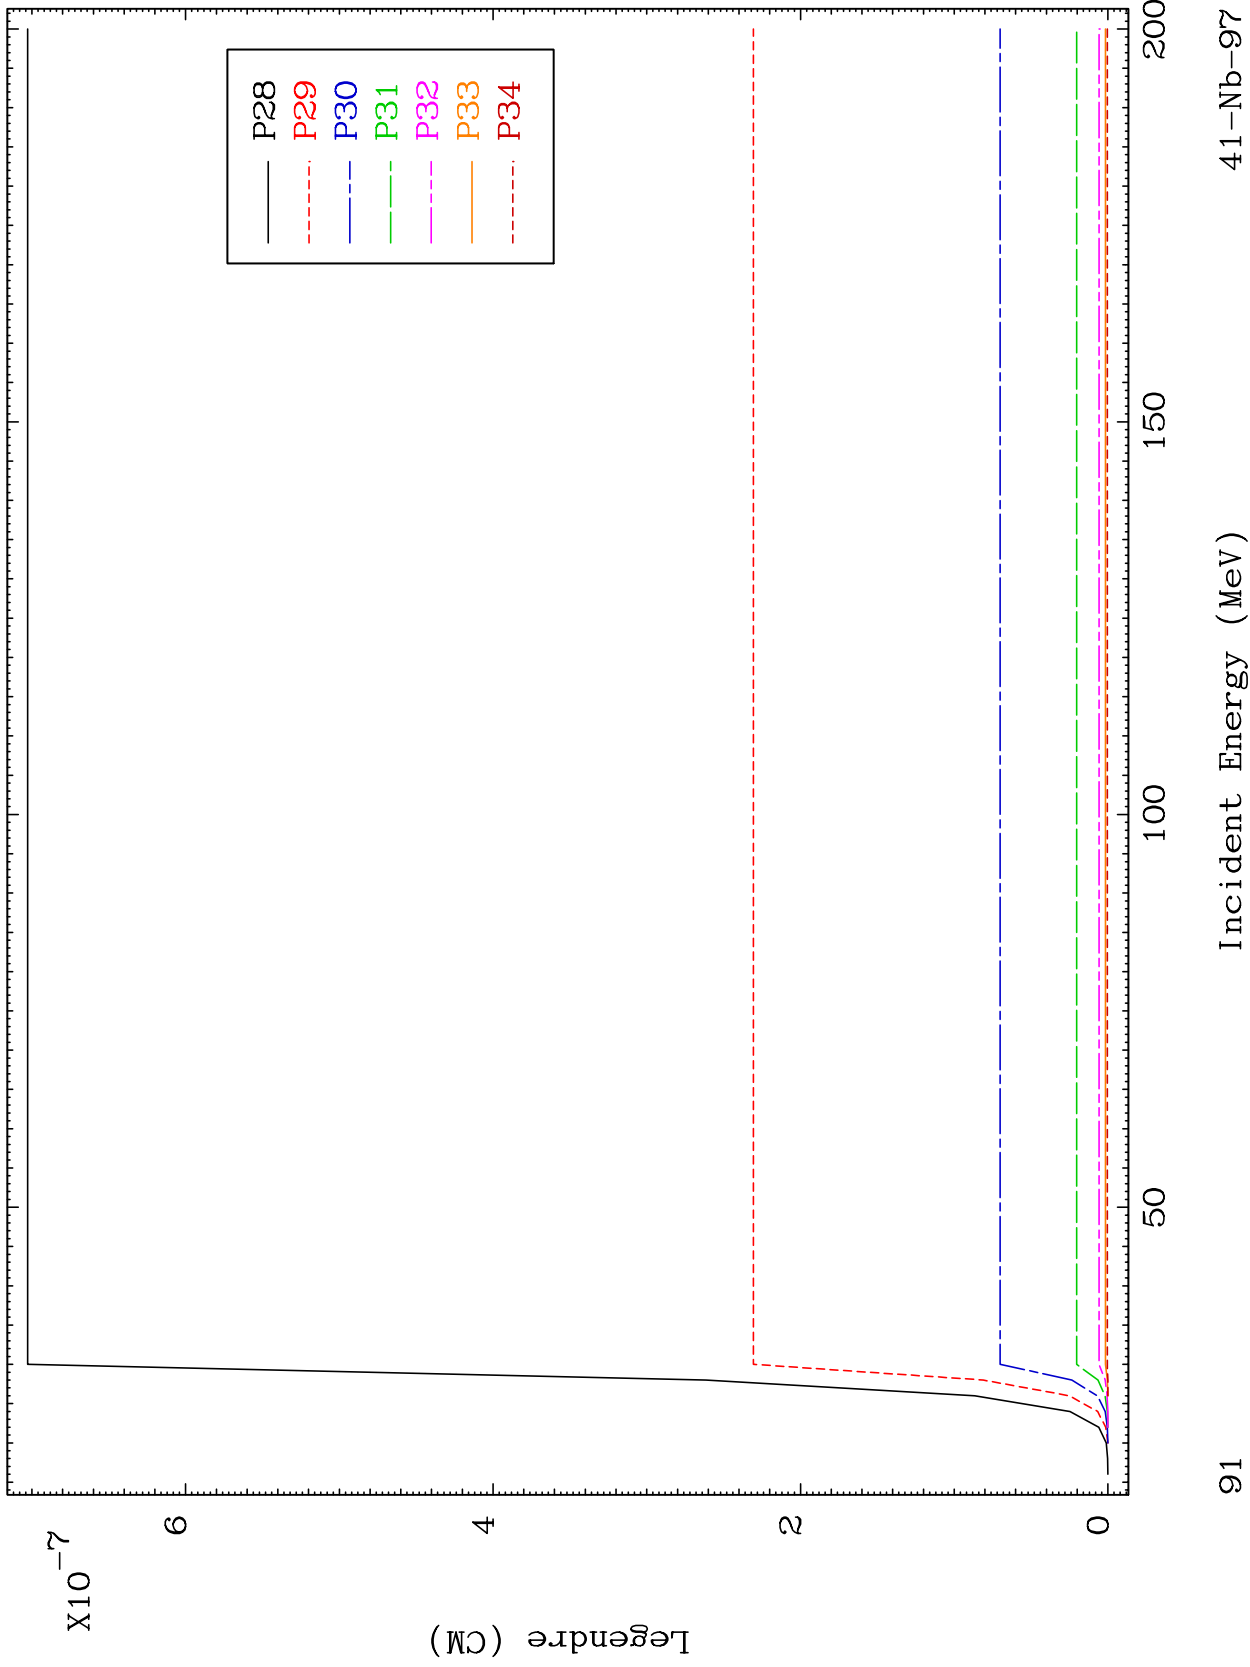 X10⁻⁷
Legendre (CM)
6
4
2
0
P28
P29
P30
P31
P32
P33
P34
50
100
150
200
Incident Energy (MeV)
91
41-Nb-97